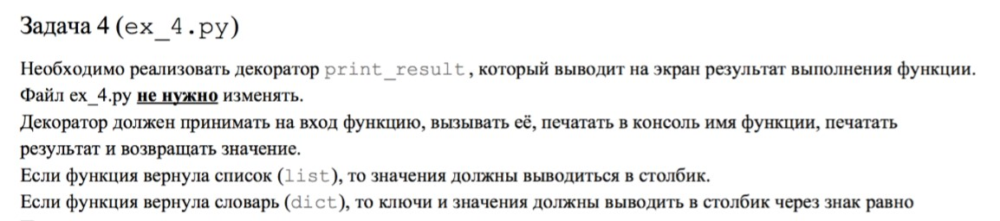 Задача 4 (ex_4.py)
Необходимо реализовать декоратор print_result, который выводит на экран результат выполнения функции.
Файл ex_4.py не нужно изменять.
Декоратор должен принимать на вход функцию, вызывать её, печатать в консоль имя функции, печатать
результат и возвращать значение.
Если функция вернула список (list), то значения должны выводиться в столбик.
Если функция вернула словарь (dict), то ключи и значения должны выводить в столбик через знак равно